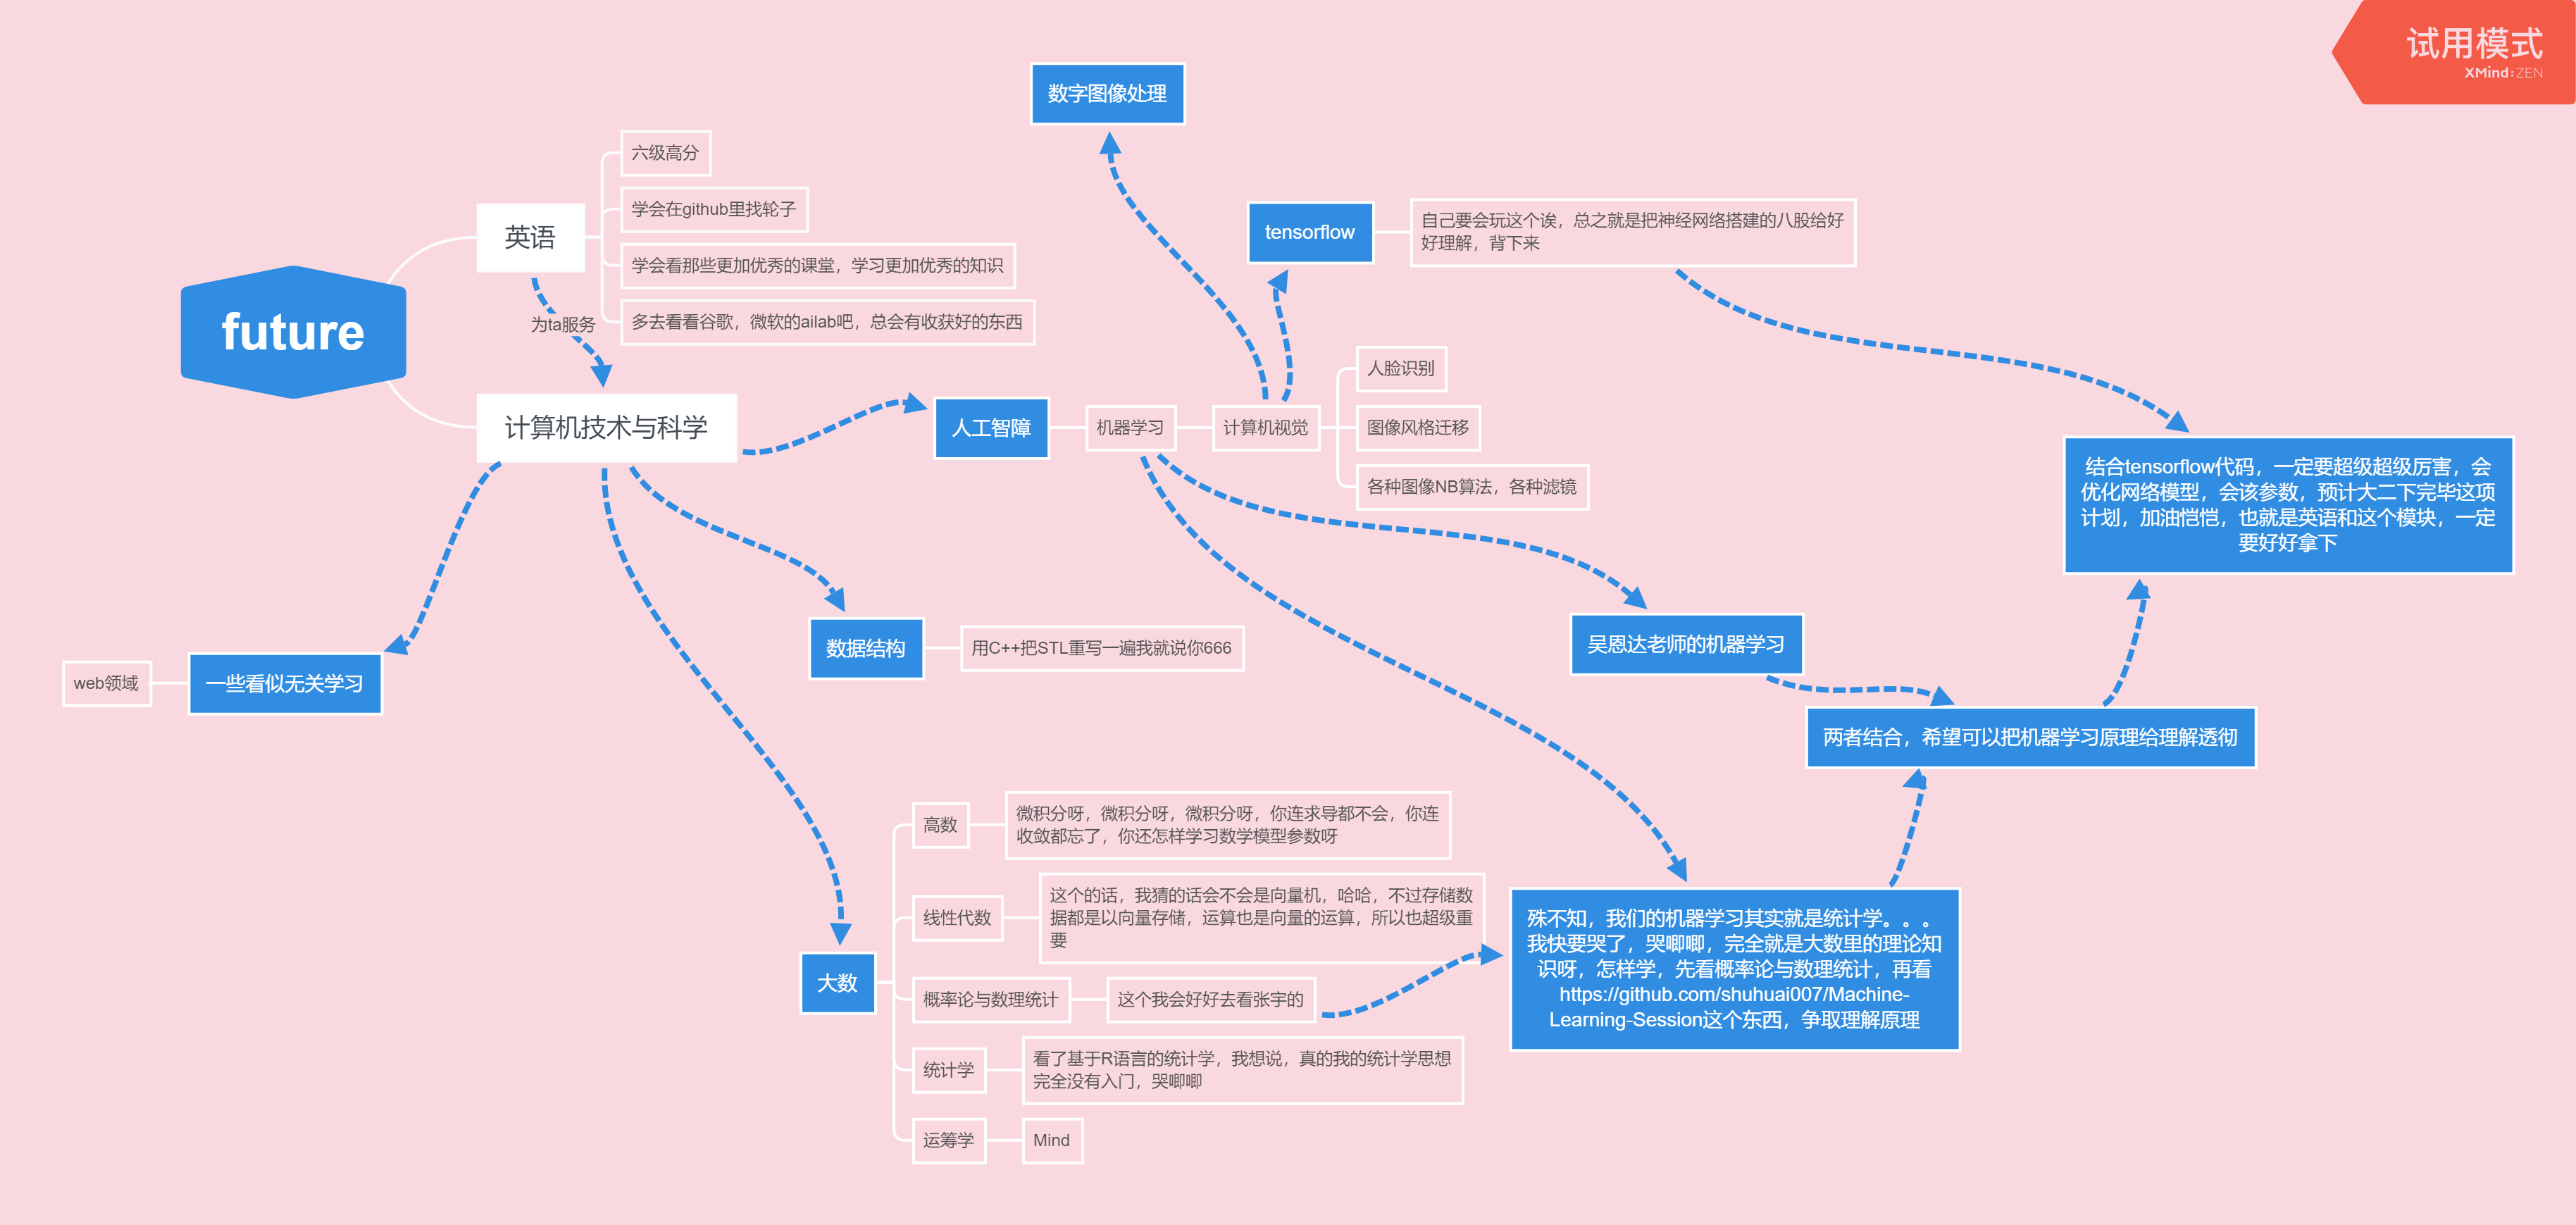 试用模式
XMind:ZEN
数字图像处理
六级高分
学会在github里找轮子
英语
学会看那些更加优秀的课堂，学习更加优秀的知识
多去看看谷歌，微软的ailab吧，总会有收获好的东西
tensorflow
自己要会玩这个诶，总之就是把神经网络搭建的八股给好
好理解，背下来
future
为ta服务
计算机技术与科学
人工智障
机器学习
计算机视觉
人脸识别
图像风格迁移
各种图像NB算法，各种滤镜
结合tensorflow代码，一定要超级超级厉害，会
优化网络模型，会该参数，预计大二下完毕这项
计划，加油恺恺，也就是英语和这个模块，一定
要好好拿下
数据结构
用C++把STL重写一遍我就说你666
吴恩达老师的机器学习
web领域
一些看似无关学习
两者结合，希望可以把机器学习原理给理解透彻
大数
高数
微积分呀，微积分呀，微积分呀，你连求导都不会，你连
收敛都忘了，你还怎样学习数学模型参数呀
线性代数
这个的话，我猜的话会不会是向量机，哈哈，不过存储数
据都是以向量存储，运算也是向量的运算，所以也超级重
要
概率论与数理统计
这个我会好好去看张宇的
统计学
看了基于R语言的统计学，我想说，真的我的统计学思想
完全没有入门，哭唧唧
运筹学
Mind
殊不知，我们的机器学习其实就是统计学。。。
我快要哭了，哭唧唧，完全就是大数里的理论知
识呀，怎样学，先看概率论与数理统计，再看
https://github.com/shuhuai007/Machine-
Learning-Session这个东西，争取理解原理